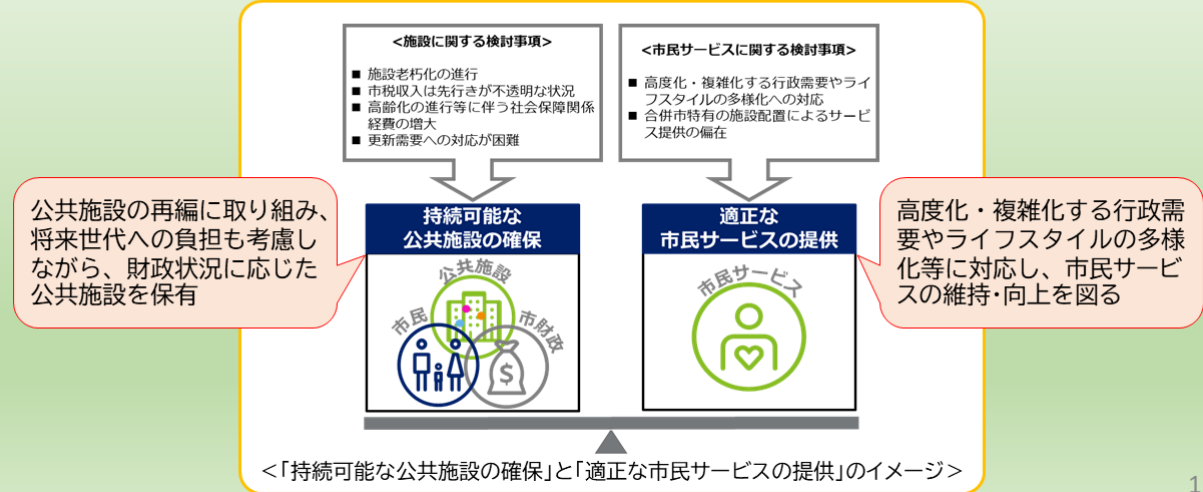 <施設に関する検討事項>
■ 施設老朽化の進行
■ 市税収入は先行きが不透明な状況
■ 高齢化の進行等に伴う社会保障関係
経費の増大
■ 更新需要への対応が困難
<市民サービスに関する検討事項>
■ 高度化・複雑化する行政需要やライ
フスタイルの多様化への対応
■ 合併市特有の施設配置によるサービ
ス提供の偏在
公共施設の再編に取り組み、
将来世代への負担も考慮し
ながら、財政状況に応じた
公共施設を保有
持続可能な
公共施設の確保
公共施設
市民
市財政
$
適正な
市民サービスの提供
市民サービス
高度化・複雑化する行政需
要やライフスタイルの多様
化等に対応し、市民サービ
スの維持・向上を図る
<「持続可能な公共施設の確保」と「適正な市民サービスの提供」のイメージ>
1